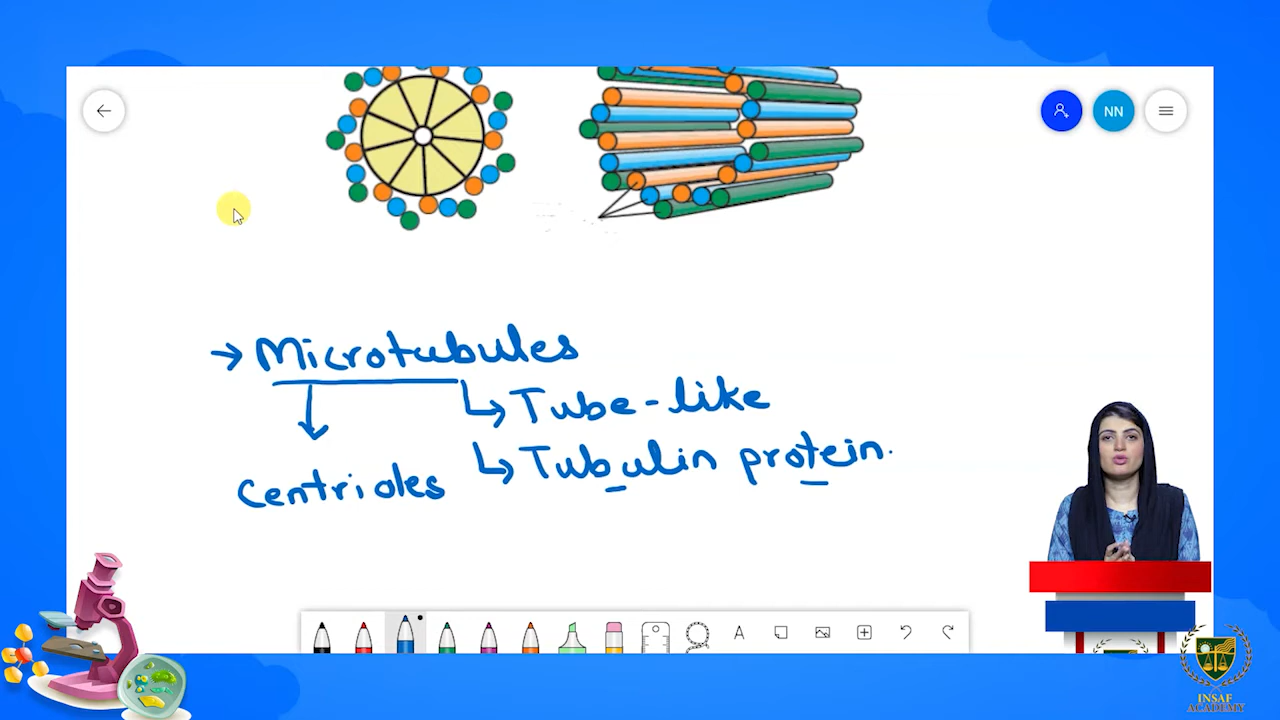 NN
→ Microtubules
↳ Tube-like
↳ Tubulin protein.
Centrioles
A
INSAF
ACADEMY